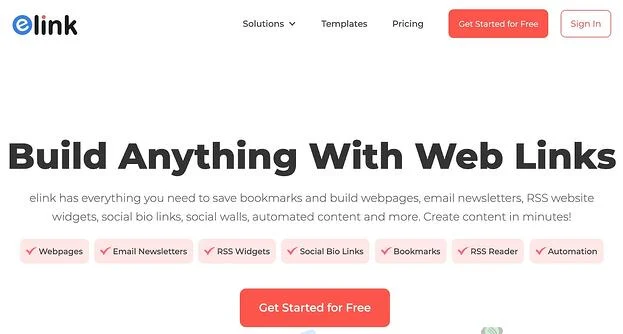 elink
Solutions
Templates
Pricing
Get Started for Free
Sign In
Build Anything With Web Links
elink has everything you need to save bookmarks and build webpages, email newsletters, RSS website
widgets, social bio links, social walls, automated content and more. Create content in minutes!
Webpages
Email Newsletters
RSS Widgets
Social Bio Links
Bookmarks
RSS Reader
Automation
Get Started for Free